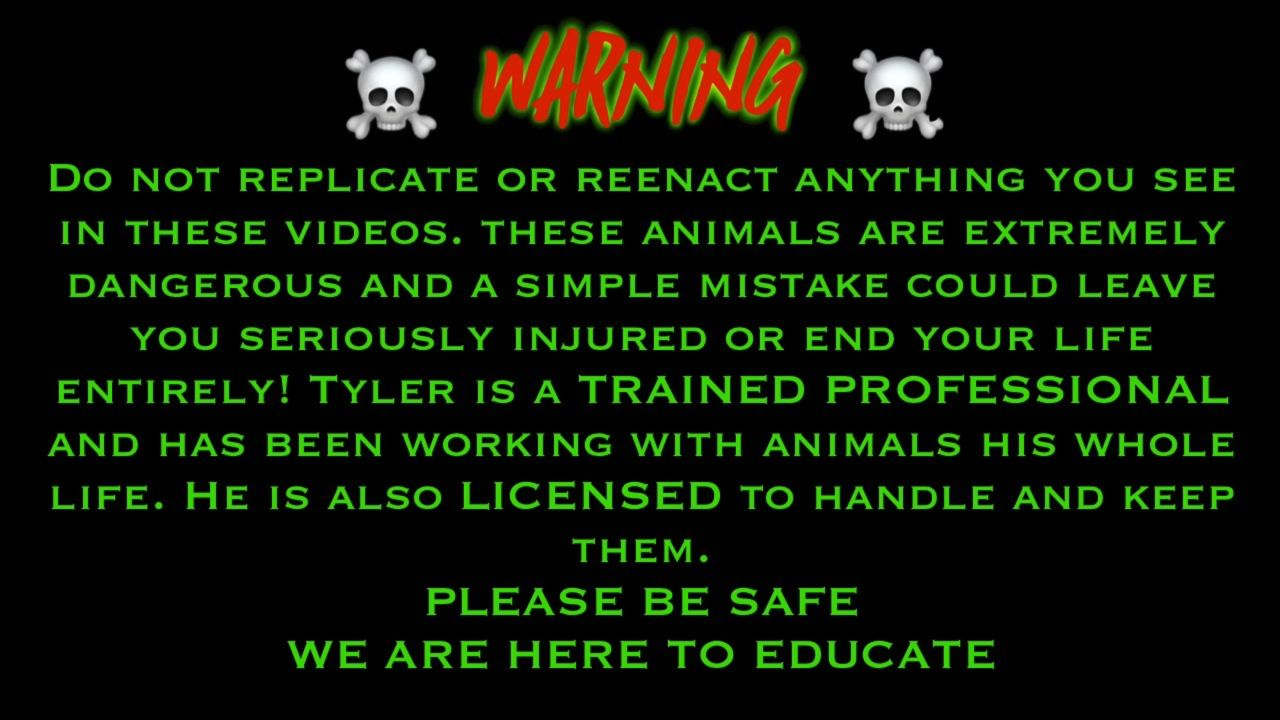 WARNING
Do not replicate or reenact anything you see
in these videos. these animals are extremely
dangerous and a simple mistake could leave
you seriously injured or end your life
entirely! Tyler is a TRAINED PROFESSIONAL
and has been working with animals his whole
life. He is also LICENSED to handle and keep
them.
PLEASE BE SAFE
WE ARE HERE TO EDUCATE